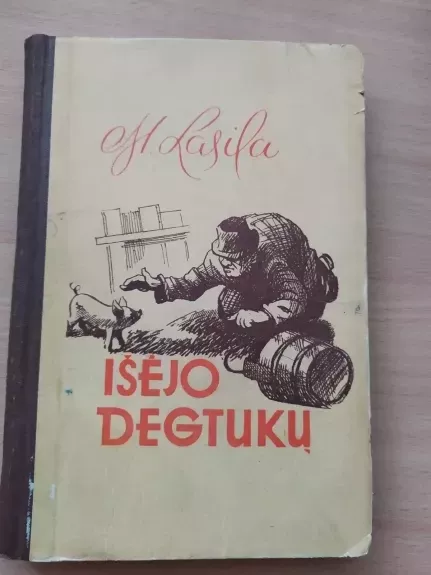 M. Lasila
IŠĖJO
DEGTUKŲ